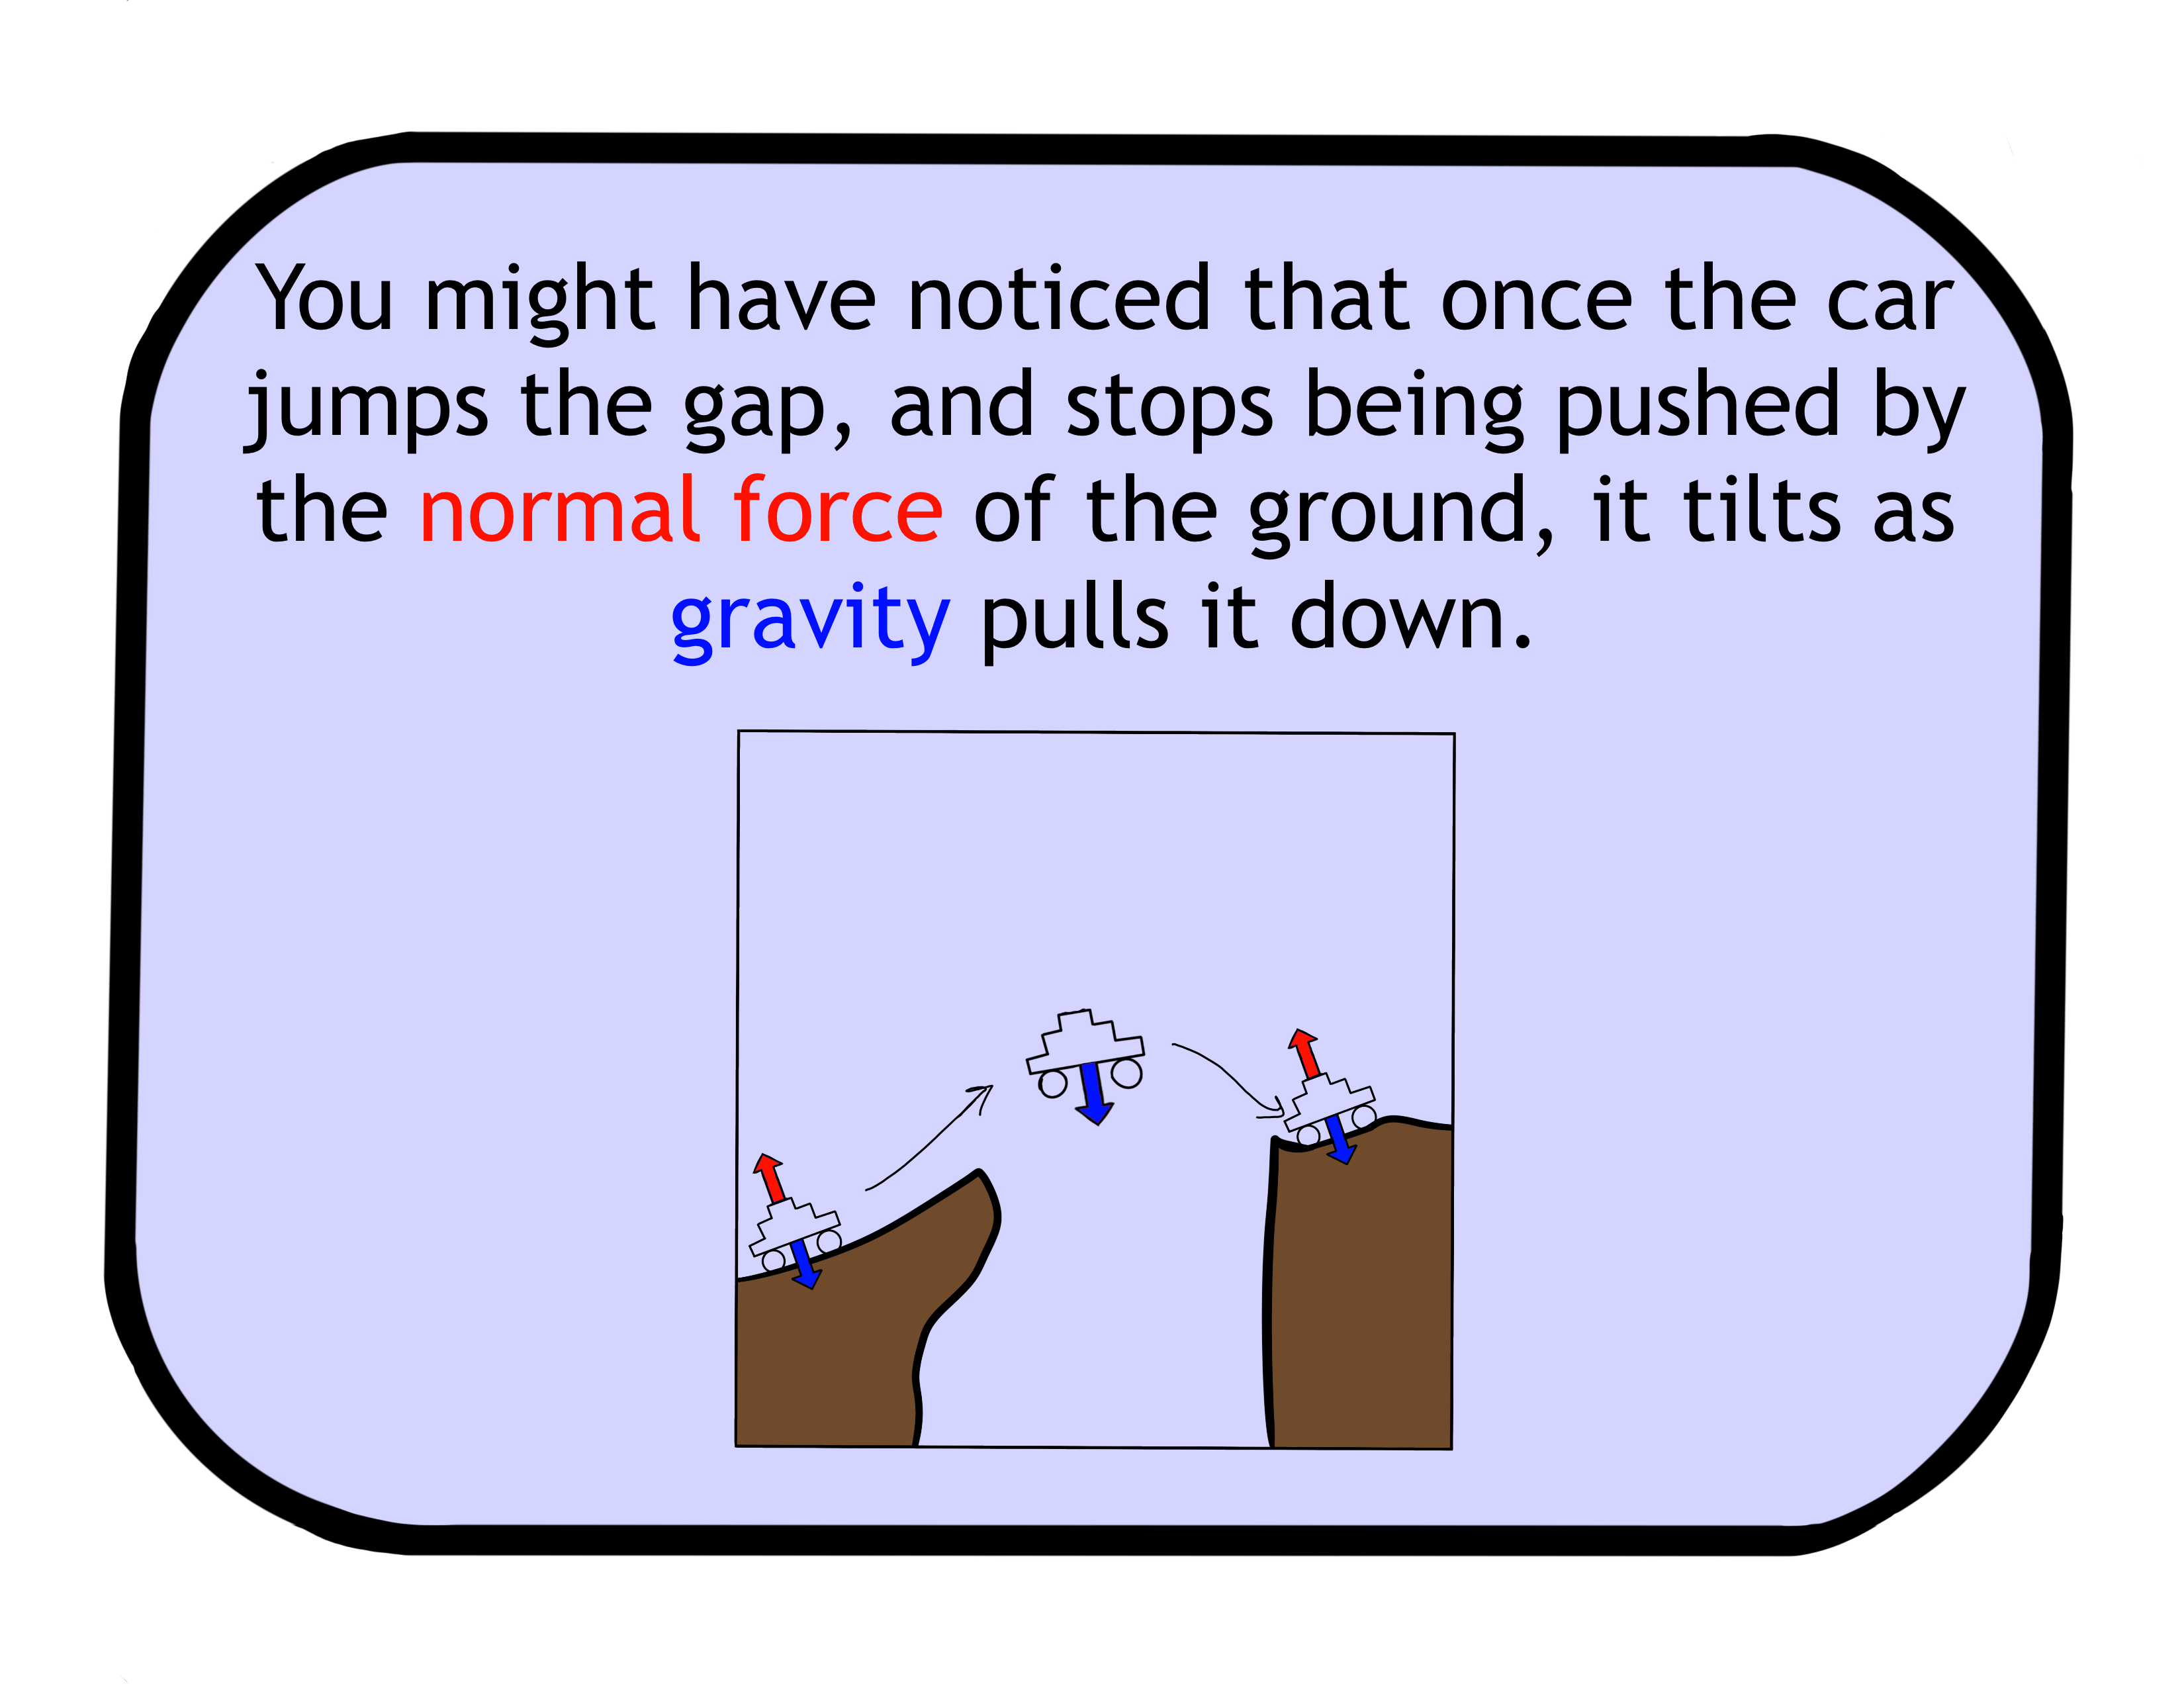 You might have noticed that once the car
jumps the gap, and stops being pushed by
the normal force of the ground, it tilts as
gravity pulls it down.